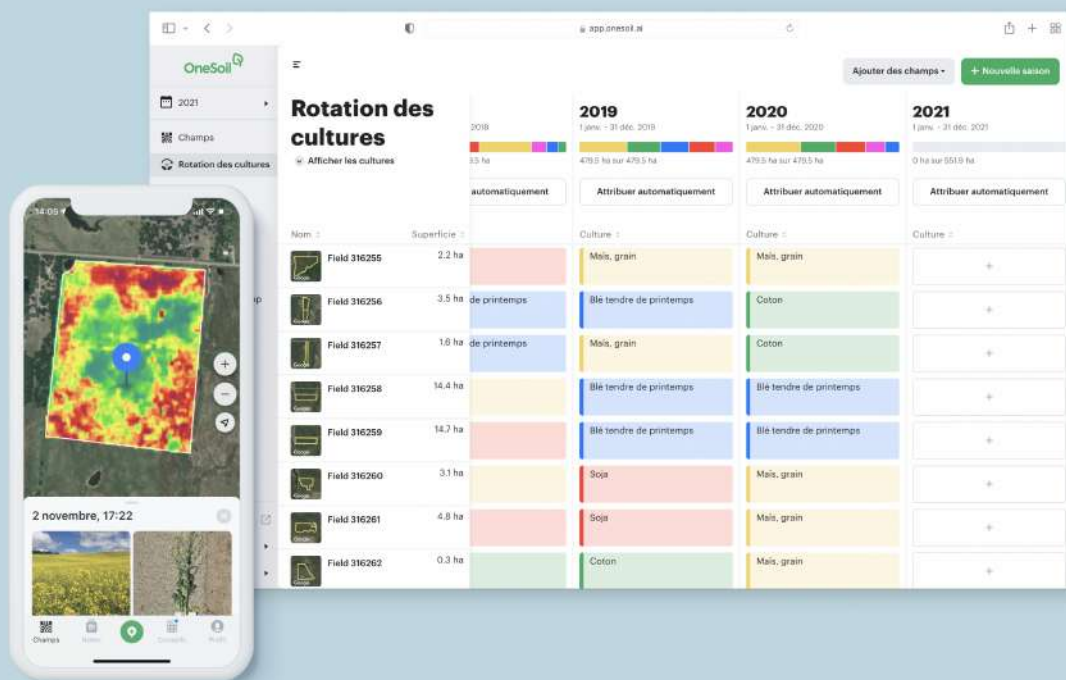 app.onesoil.ai
OneSoil
2021
Champs
Rotation des cultures
Ajouter des champs
+ Nouvelle saison
Rotation des
cultures
Afficher les cultures
2018
2019
1 janv. - 31 déc. 2019
479.5 ha sur 479.5 ha
2020
1 janv. - 31 déc. 2020
479.5 ha sur 479.5 ha
2021
1 janv. - 31 déc. 2021
0 ha sur 551.9 ha
automatiquement
Attribuer automatiquement
Attribuer automatiquement
Attribuer automatiquement
Nom
Superficie
Culture
Culture
Culture
Field 316255
2.2 ha
Maïs, grain
Maïs, grain
Field 316256
3.5 ha
de printemps
Blé tendre de printemps
Coton
Field 316257
1.6 ha
de printemps
Maïs, grain
Coton
Field 316258
14.4 ha
Blé tendre de printemps
Blé tendre de printemps
Field 316259
14.7 ha
Blé tendre de printemps
Blé tendre de printemps
Field 316260
3.1 ha
Soja
Maïs, grain
Field 316261
4.8 ha
Soja
Maïs, grain
Field 316262
0.3 ha
Coton
Maïs, grain
14:05
2 novembre, 17:22
Champs
Notes
Conseils
Profil